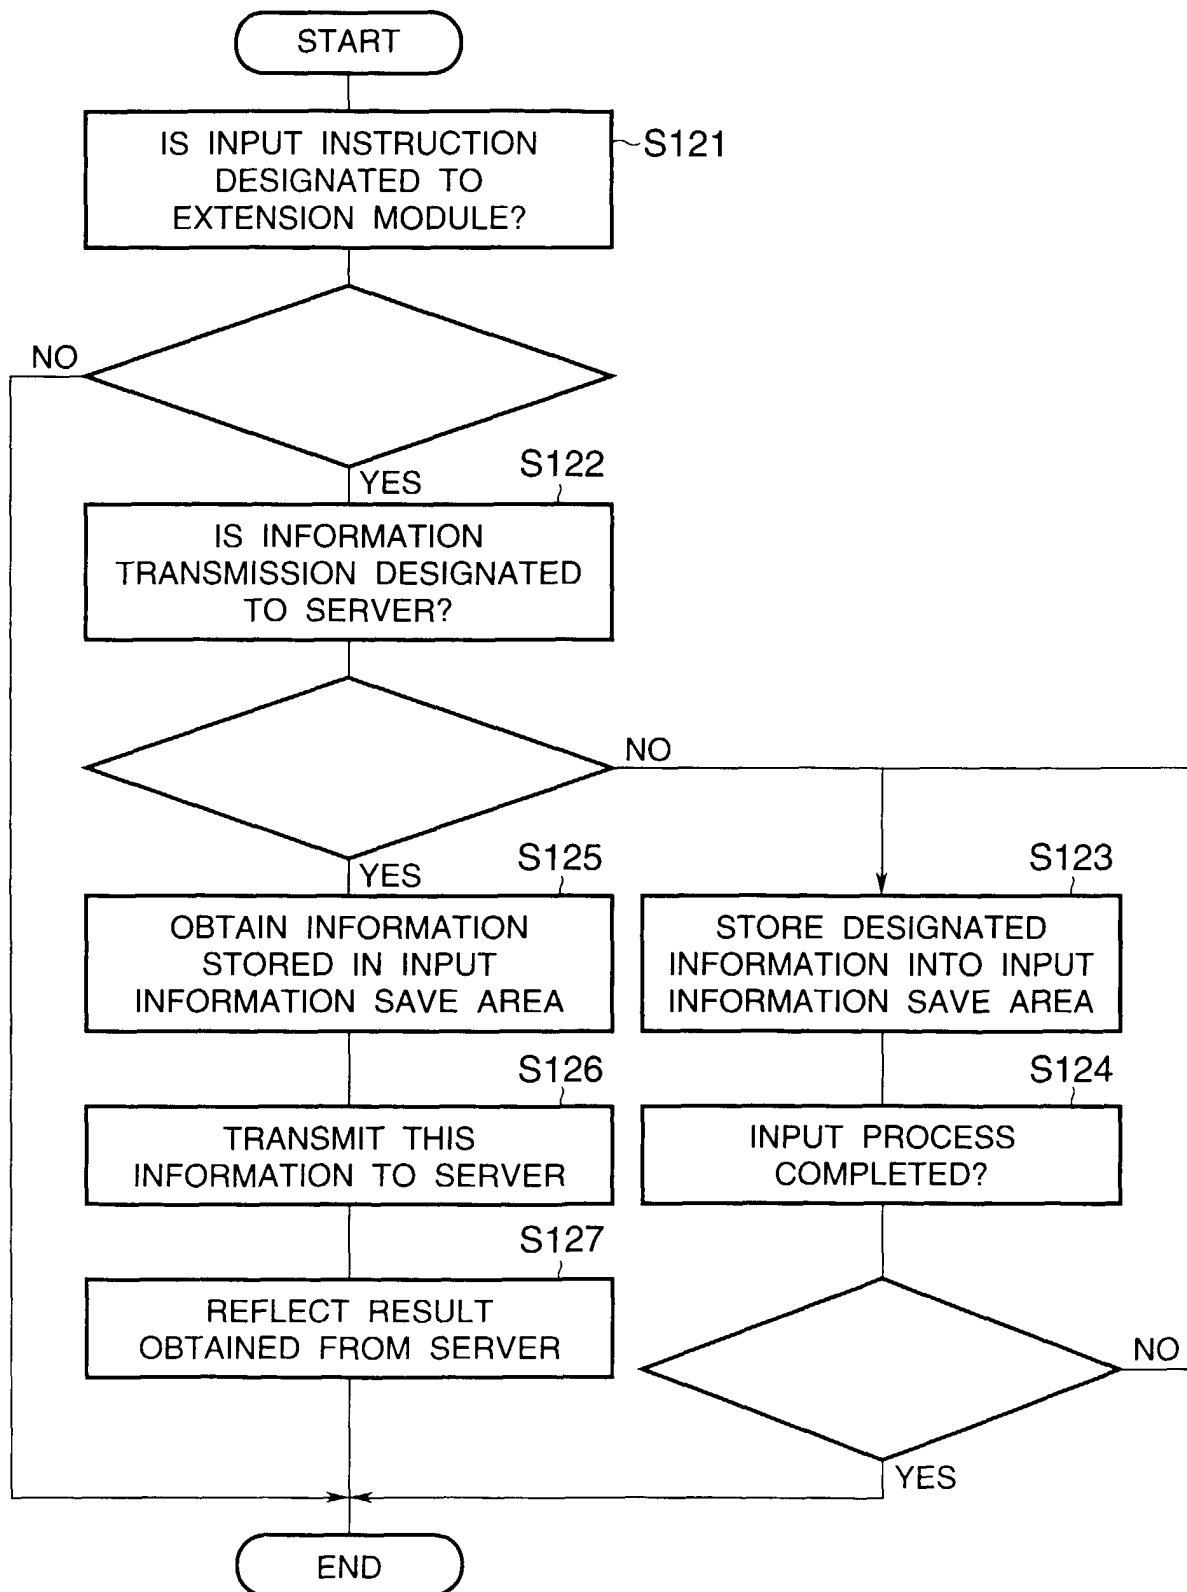 START
IS INPUT INSTRUCTION
DESIGNATED TO
EXTENSION MODULE?
S121
NO
YES
S122
IS INFORMATION
TRANSMISSION DESIGNATED
TO SERVER?
NO
YES
S125
OBTAIN INFORMATION
STORED IN INPUT
INFORMATION SAVE AREA
S123
STORE DESIGNATED
INFORMATION INTO INPUT
INFORMATION SAVE AREA
S126
TRANSMIT THIS
INFORMATION TO SERVER
S124
INPUT PROCESS
COMPLETED?
S127
REFLECT RESULT
OBTAINED FROM SERVER
NO
YES
END